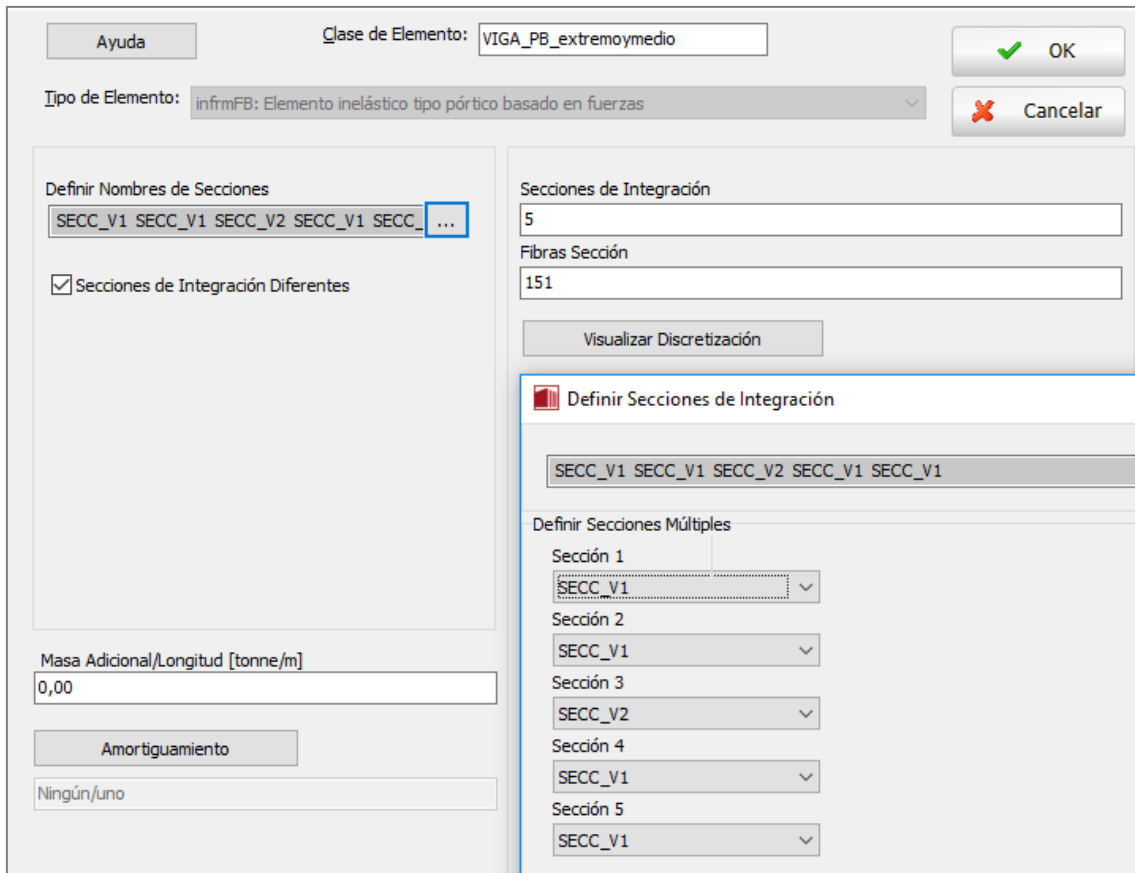 Ayuda
Clase de Elemento: VIGA_PB_extremoymedio
OK
Tipo de Elemento: infrmFB: Elemento inelástico tipo pórtico basado en fuerzas
Cancelar
Definir Nombres de Secciones
SECC_V1 SECC_V1 SECC_V2 SECC_V1 SECC_ ...
Secciones de Integración Diferentes
Secciones de Integración
5
Fibras Sección
151
Visualizar Discretización
Definir Secciones de Integración
SECC_V1 SECC_V1 SECC_V2 SECC_V1 SECC_V1
Definir Secciones Múltiples
Sección 1
SECC_V1
Sección 2
SECC_V1
Sección 3
SECC_V2
Sección 4
SECC_V1
Sección 5
SECC_V1
Masa Adicional/Longitud [tonne/m]
0,00
Amortiguamiento
Ningún/uno